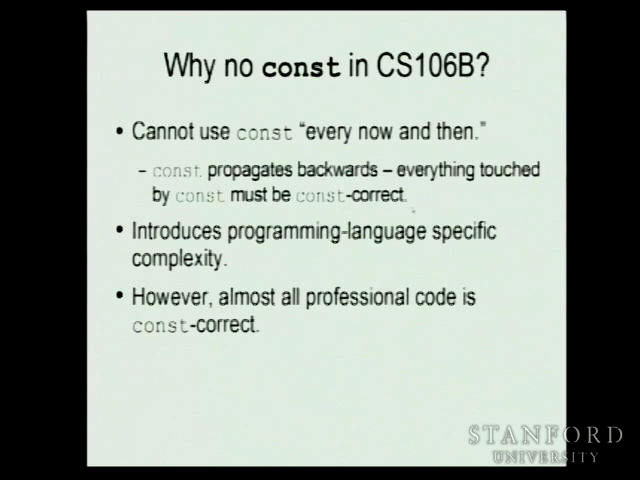 Why no const in CS106B?
• Cannot use const “every now and then.”
– const propagates backwards – everything touched
by const must be const-correct.
• Introduces programming-language specific
complexity.
• However, almost all professional code is
const-correct.
STANFORD
UNIVERSITY